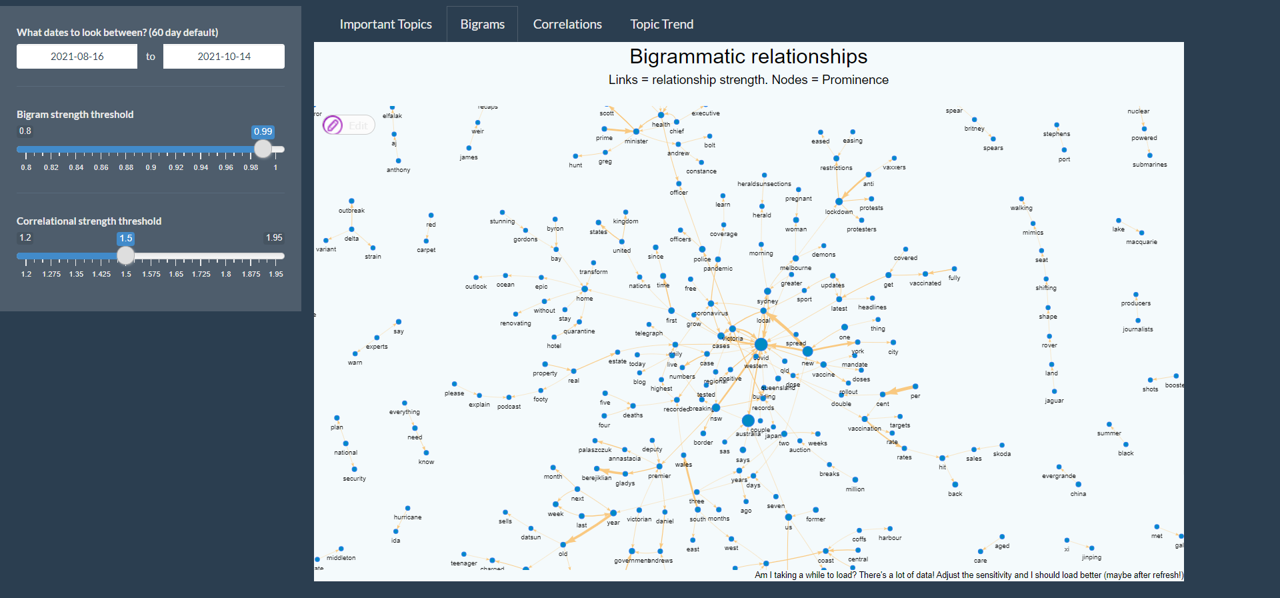 Important Topics
Bigrams
Correlations
Topic Trend
What dates to look between? (60 day default)
2021-08-16
to
2021-10-14
Bigram strength threshold
0.8
0.99
0.8 0.82 0.84 0.86 0.88 0.9 0.92 0.94 0.96 0.98 1
Correlational strength threshold
1.2
1.5
1.95
1.2 1.275 1.35 1.425 1.5 1.575 1.65 1.725 1.8 1.875 1.95
Bigrammatic relationships
Links = relationship strength. Nodes = Prominence
Edit
elfalak
aj
anthony
weir
james
scott
health
executive
prime
minister
chief
andrew
bolt
hunt
greg
constance
officer
eased
easing
restrictions
vaxxers
anti
lockdown
protests
protesters
spear
britney
spears
stephens
port
nuclear
powered
submarines
heraldsunsections
learn
herald
pregnant
woman
coverage
morning
melbourne
demons
outbreak
delta
variant
strain
red
carpet
stunning
gordons
byron
bay
kingdom
states
united
since
officers
police
pandemic
walking
mimics
seat
shifting
shape
rover
land
jaguar
lake
macquarie
producers
journalists
outlook
ocean
epic
transform
home
nations
time
free
greater
sport
sydney
updates
latest
covered
get
vaccinated
fully
headlines
without
renovating
stay
quarantine
hotel
first
grow
coronavirus
local
telegraph
victoria
cases
covid
spread
one
thing
new
york
city
say
experts
warn
estate
today
daily
live
case
western
qld
vaccine
mandate
doses
property
real
blog
numbers
highest
regional
positive
tested
queensland
dose
building
rollout
double
cent
per
please
explain
podcast
footy
five
four
deaths
recorded
breaking
nsw
records
shots
booste
plan
national
security
everything
need
know
border
australia
couple
japan
two
auction
weeks
vaccination
targets
rate
rates
hit
sales
skoda
back
summer
black
evergrande
china
palaszczuk
annastacia
deputy
berejiklian
gladys
premier
wales
sas
says
years
days
breaks
million
month
next
week
last
year
old
victorian
daniel
three
south
months
ago
seven
us
former
sells
datsun
east
west
coffs
harbour
coast
central
hurricane
ida
middleton
teenager
charged
aged
care
xi
jinping
met
Am I taking a while to load? There's a lot of data! Adjust the sensitivity and I should load better (maybe after refresh!)